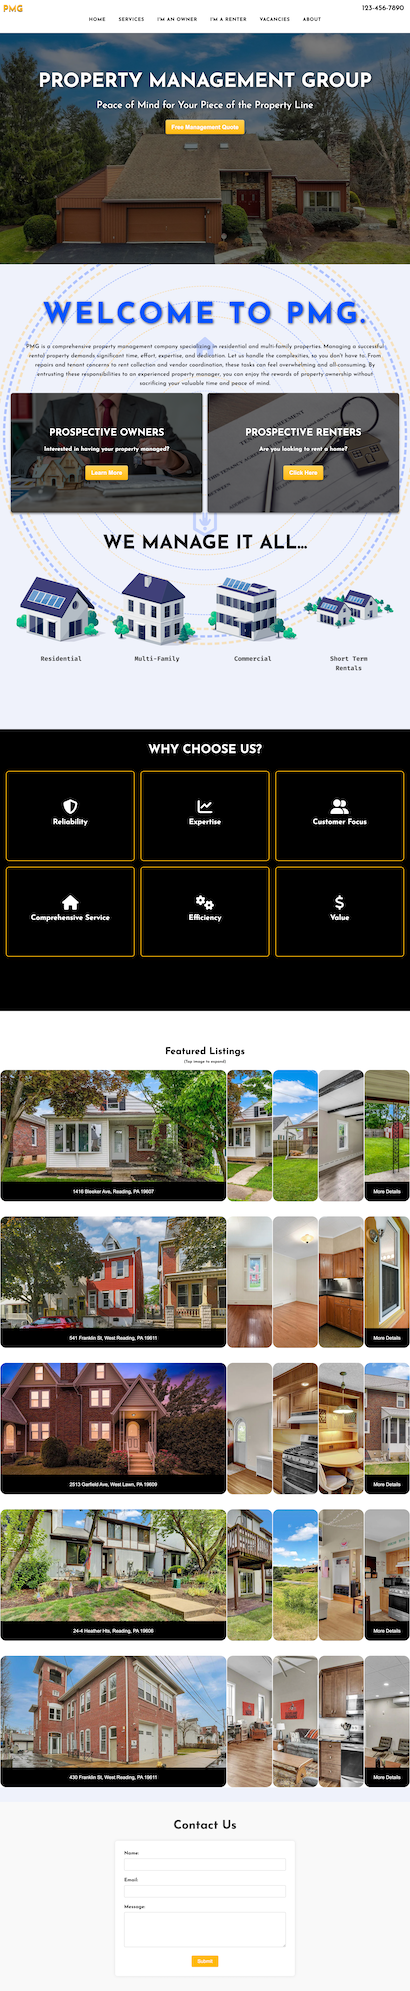 PMG
123-456-7890
HOME SERVICES I'M AN OWNER I'M A RENTER VACANCIES ABOUT
PROPERTY MANAGEMENT GROUP
Peace of Mind for Your Piece of the Property Line
Free Management Quote
WELCOME TO PMG.
PMG is a comprehensive property management company specializing in residential and multi-family properties. Managing a successful
rental property demands significant time, effort, expertise, and dedication. Let us handle the complexities, so you don't have to. From
repairs and tenant concerns to rent collection and vendor coordination, these tasks can feel overwhelming and all-consuming. By
entrusting these responsibilities to an experienced property manager, you can enjoy the rewards of property ownership without
sacrificing your valuable time and peace of mind.
PROSPECTIVE OWNERS
Interested in having your property managed?
Learn More
PROSPECTIVE RENTERS
Are you looking to rent a home?
Click Here
WE MANAGE IT ALL...
Residential
Multi-Family
Commercial
Short Term
Rentals
WHY CHOOSE US?
Reliability
Expertise
Customer Focus
Comprehensive Service
Efficiency
Value
Featured Listings
(Tap image to expand)
1416 Bleeker Ave, Reading, PA 19607
More Details
541 Franklin St, West Reading, PA 19611
More Details
2513 Garfield Ave, West Lawn, PA 19609
More Details
24-4 Heather Hts, Reading, PA 19606
More Details
430 Franklin St, West Reading, PA 19611
More Details
Contact Us
Name:
Email:
Message:
Submit